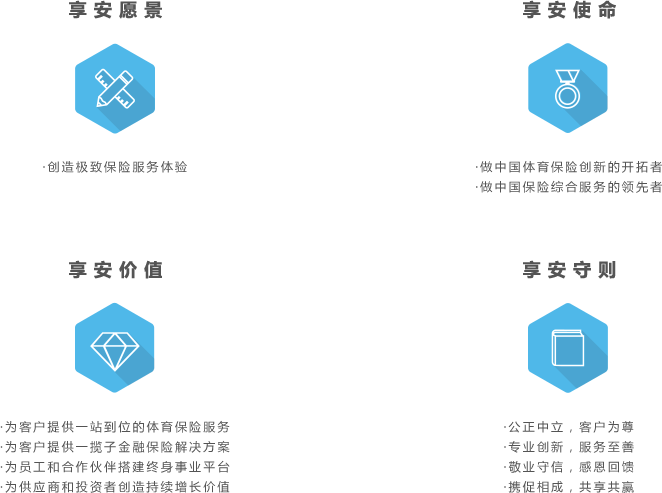 享安愿景
·创造极致保险服务体验
享安使命
·做中国体育保险创新的开拓者
·做中国保险综合服务的领先者
享安价值
·为客户提供一站到位的体育保险服务
·为客户提供一揽子金融保险解决方案
·为员工和合作伙伴搭建终身事业平台
·为供应商和投资者创造持续增长价值
享安守则
·公正中立，客户为尊
·专业创新，服务至善
·敬业守信，感恩回馈
·携促相成，共享共赢